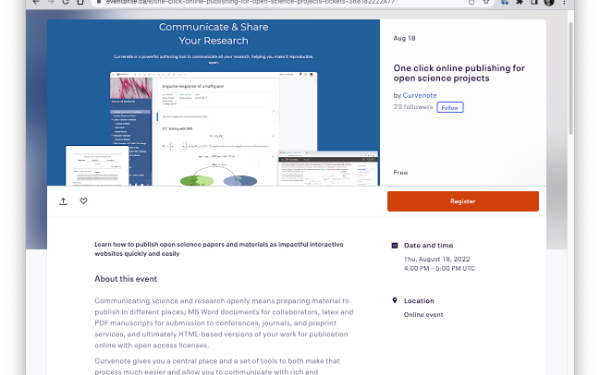 eventbrite.ca/e/one-click-online-publishing-for-open-science-projects-tickets-388182222477
Communicate & Share
Your Research
Curvenote is a powerful authoring tool to communicate all your research, helping you make it reproducible,
open,
Impulse response of a halfspace
Aug 18
One click online publishing for
open science projects
by Curvenote
23 followers
Follow
Free
Register
Learn how to publish open science papers and materials as impactful interactive
websites quickly and easily
About this event
Communicating science and research openly means preparing material to
publish in different places; MS Word documents for collaborators, latex and
PDF manuscripts for submission to conferences, journals, and preprint
services, and ultimately HTML-based versions of your work for publication
online with open access licenses.
Curvenote gives you a central place and a set of tools to both make that
process much easier and allow you to communicate with rich and
Date and time
Thu, August 18, 2022
4:00 PM – 5:00 PM UTC
Location
Online event